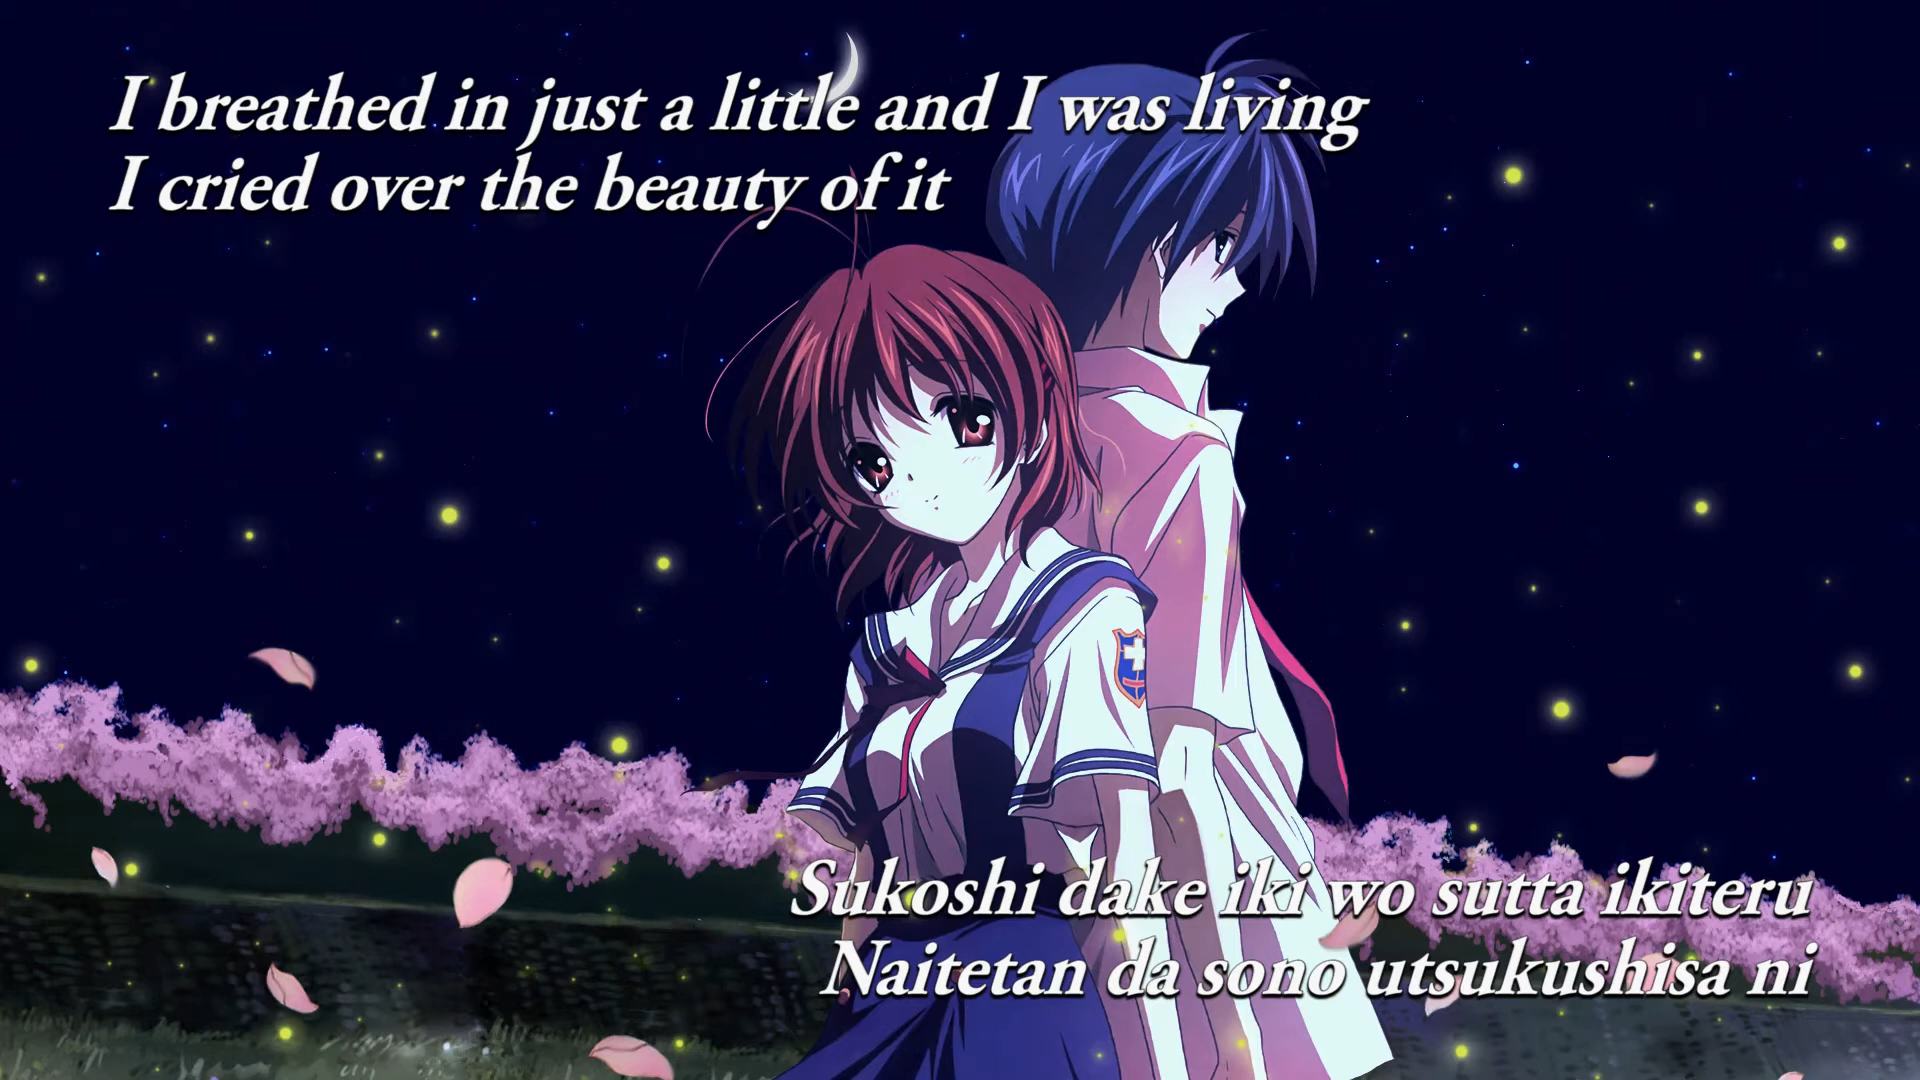 I breathed in just a little and I was living
I cried over the beauty of it
Sukoshi dake iki wo sutta ikiteru
Naitetan da sono utsukushisa ni